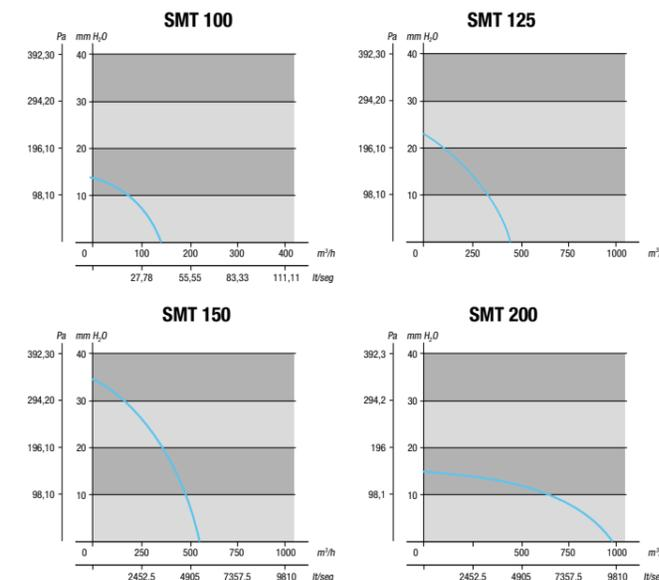 SMT 100
Pa mm H₂O
392,30 40
294,20 30
196,10 20
98,10 10
0 100 200 300 400 m³/h
27,78 55,55 83,33 111,11 lt/seg
SMT 125
Pa mm H₂O
392,30 40
294,20 30
196,10 20
98,10 10
0 250 500 750 1000 m³
SMT 150
Pa mm H₂O
392,30 40
294,20 30
196,10 20
98,10 10
0 250 500 750 1000 m³/h
2452.5 4905 7357.5 9810 lt/seg
SMT 200
Pa mm H₂O
392,3 40
294,2 30
196 20
98,1 10
0 500 750 1000 m³/h
2452.5 4905 7357.5 9810 lt/se